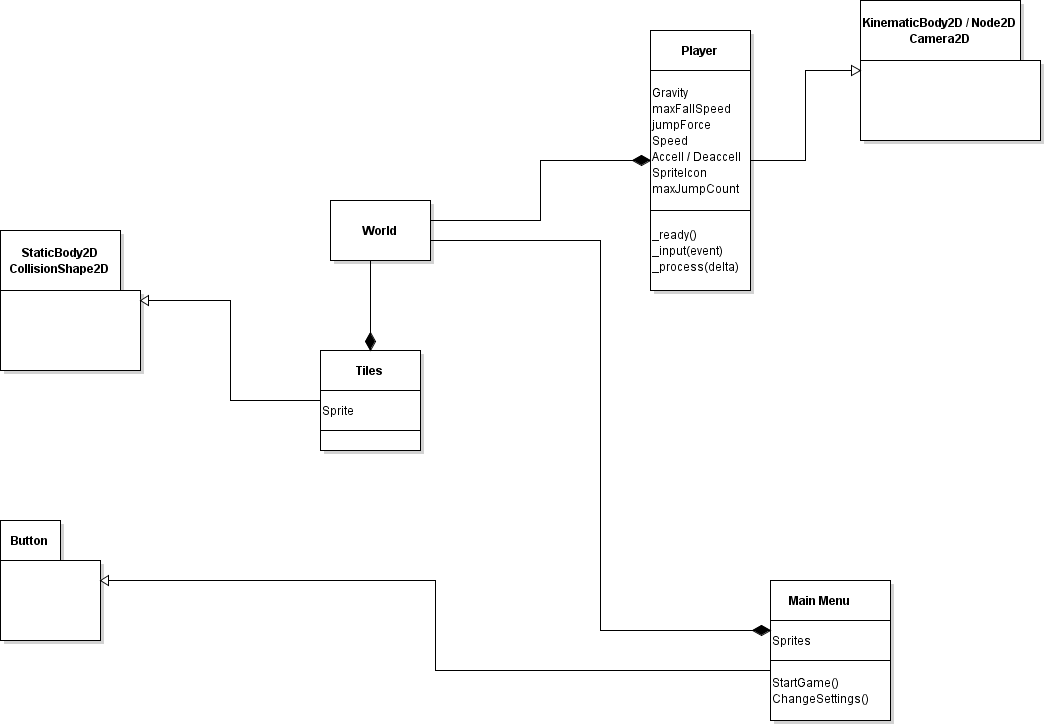 KinematicBody2D / Node2D
Camera2D
Player
Gravity
maxFallSpeed
jumpForce
Speed
Accell / Deaccell
SpriteIcon
maxJumpCount
_ready()
_input(event)
_process(delta)
World
StaticBody2D
CollisionShape2D
Tiles
Sprite
Button
Main Menu
Sprites
StartGame()
ChangeSettings()